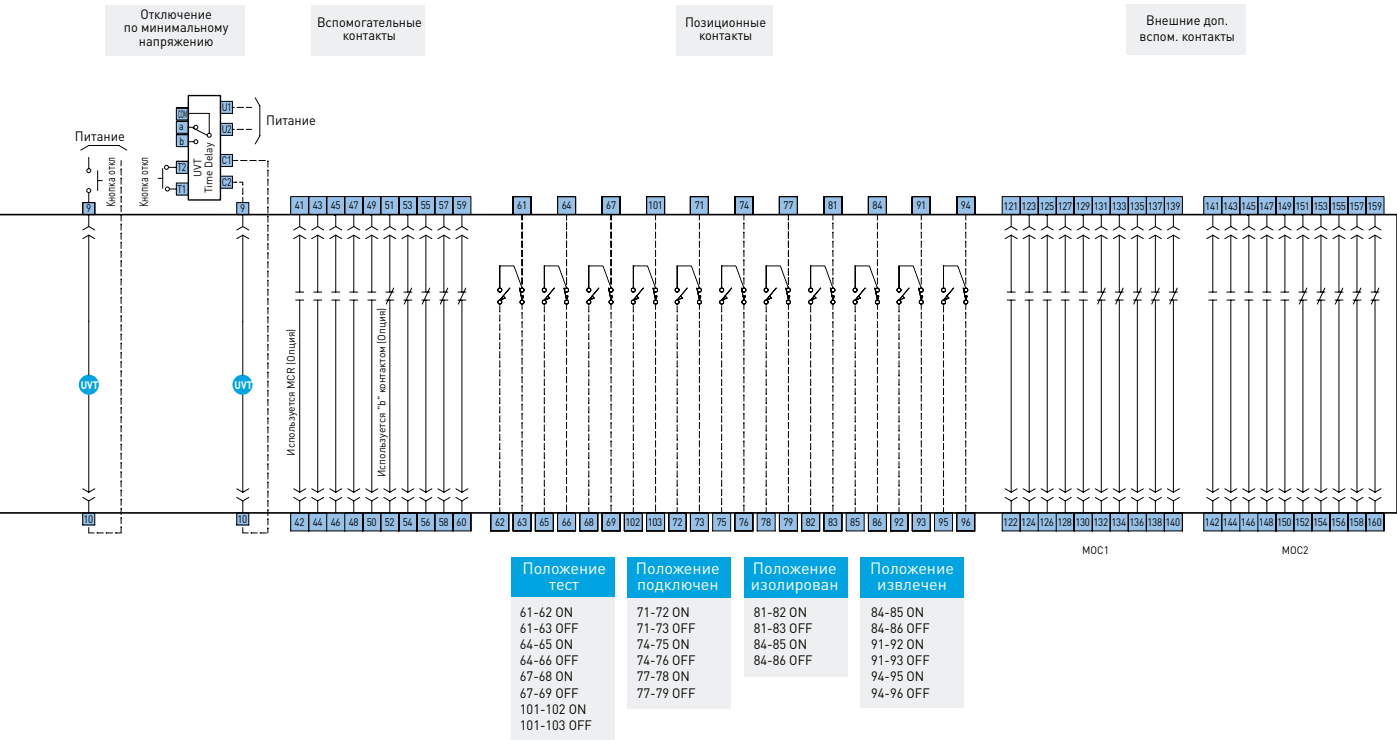 Отключение
по минимальному
напряжению
Вспомогательные
контакты
Позиционные
контакты
Внешние доп.
вспом. контакты
Питание
Кнопка откл
Кнопка откл
COM
a
b
T2
T1
UVT
Time Delay
U1
U2
C1
C2
Питание
9
9
41 43 45 47 49 51 53 55 57 59
61 64 67 101 71 74 77 81 84 91 94
121 123 125 127 129 131 133 135 137 139
141 143 145 147 149 151 153 155 157 159
UVT
UVT
Используется MCR (Опция)
Используется "b" контактом (Опция)
10
10
42 44 46 48 50 52 54 56 58 60
62 63 65 66 68 69 102 103 72 73 75 76 78 79 82 83 85 86 92 93 95 96
122 124 126 128 130 132 134 136 138 140
142 144 146 148 150 152 154 156 158 160
MOC1
MOC2
Положение
тест
61-62 ON
61-63 OFF
64-65 ON
64-66 OFF
67-68 ON
67-69 OFF
101-102 ON
101-103 OFF
Положение
подключен
71-72 ON
71-73 OFF
74-75 ON
74-76 OFF
77-78 ON
77-79 OFF
Положение
изолирован
81-82 ON
81-83 OFF
84-85 ON
84-86 OFF
Положение
извлечен
84-85 ON
84-86 OFF
91-92 ON
91-93 OFF
94-95 ON
94-96 OFF